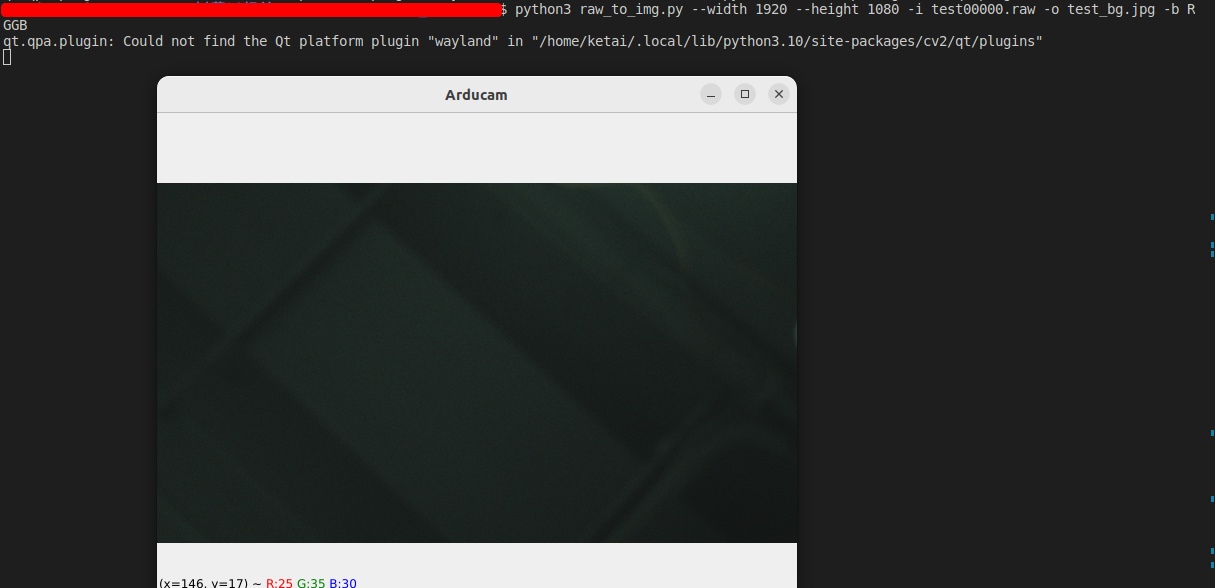 $ python3 raw_to_img.py --width 1920 --height 1080 -i test00000.raw -o test_bg.jpg -b R
GGB
qt.qpa.plugin: Could not find the Qt platform plugin "wayland" in "/home/ketai/.local/lib/python3.10/site-packages/cv2/qt/plugins"
Arducam
(x=146, y=17) ~ R:25 G:35 B:30